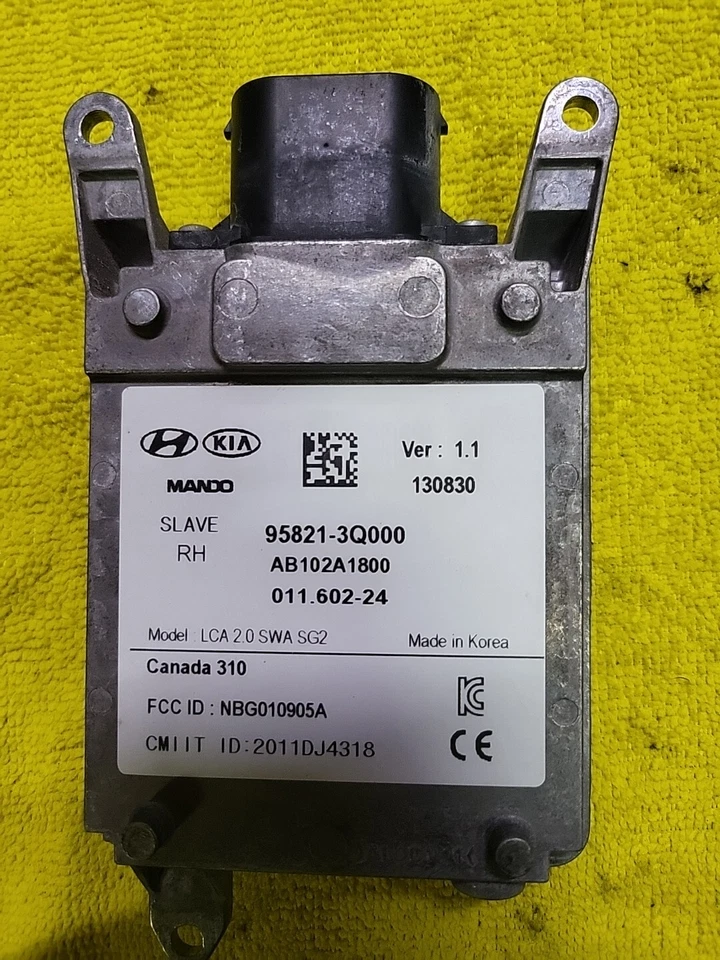 KIA
Ver : 1.1
MANDO
130830
SLAVE
RH
95821-3Q000
AB102A1800
011.602-24
Model : LCA 2.0 SWA SG2
Made in Korea
Canada 310
FCC ID : NBG010905A
CMIIT ID:2011DJ4318
CE